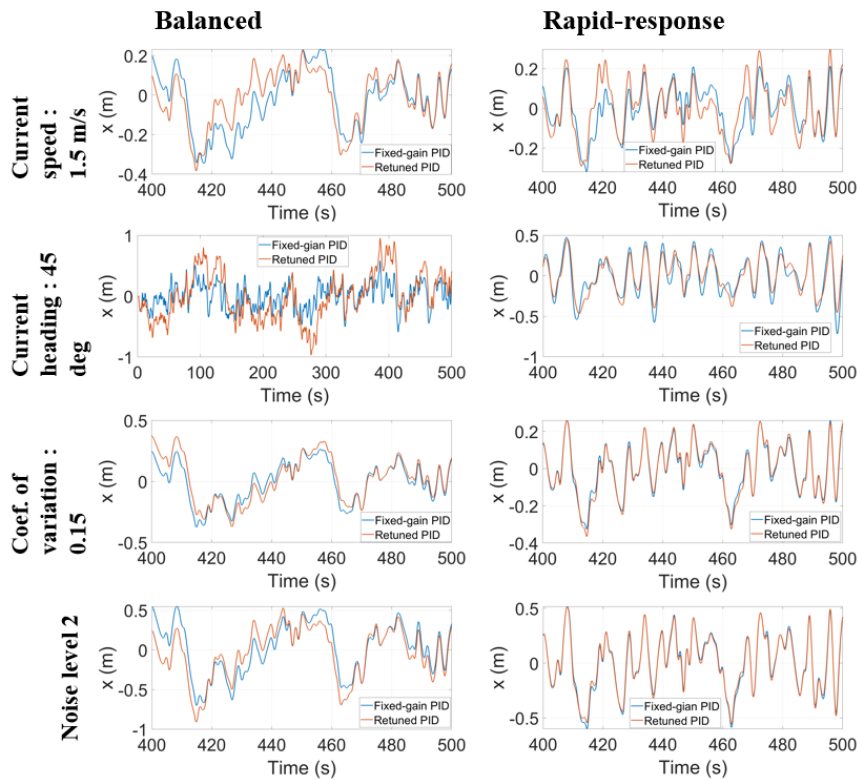 Balanced
Rapid-response
Current
speed :
1.5 m/s
x (m)
0.2
0
-0.2
-0.4
Fixed-gain PID
Retuned PID
400 420 440 460 480 500
Time (s)
x (m)
0.2
0
-0.2
Fixed-gain PID
Retuned PID
400 420 440 460 480 500
Time (s)
Current
heading : 45
deg
x (m)
1
0
-1
Fixed-gian PID
Retuned PID
0 100 200 300 400 500
Time (s)
x (m)
0.5
0
-0.5
-1
Fixed-gian PID
Retuned PID
400 420 440 460 480 500
Time (s)
Coef. of
variation :
0.15
x (m)
0.5
0
-0.5
Fixed-gain PID
Retuned PID
400 420 440 460 480 500
Time (s)
x (m)
0.2
0
-0.2
-0.4
Fixed-gain PID
Retuned PID
400 420 440 460 480 500
Time (s)
Noise level 2
x (m)
0.5
0
-0.5
-1
Fixed-gain PID
Retuned PID
400 420 440 460 480 500
Time (s)
x (m)
0.5
0
-0.5
Fixed-gian PID
Retuned PID
400 420 440 460 480 500
Time (s)